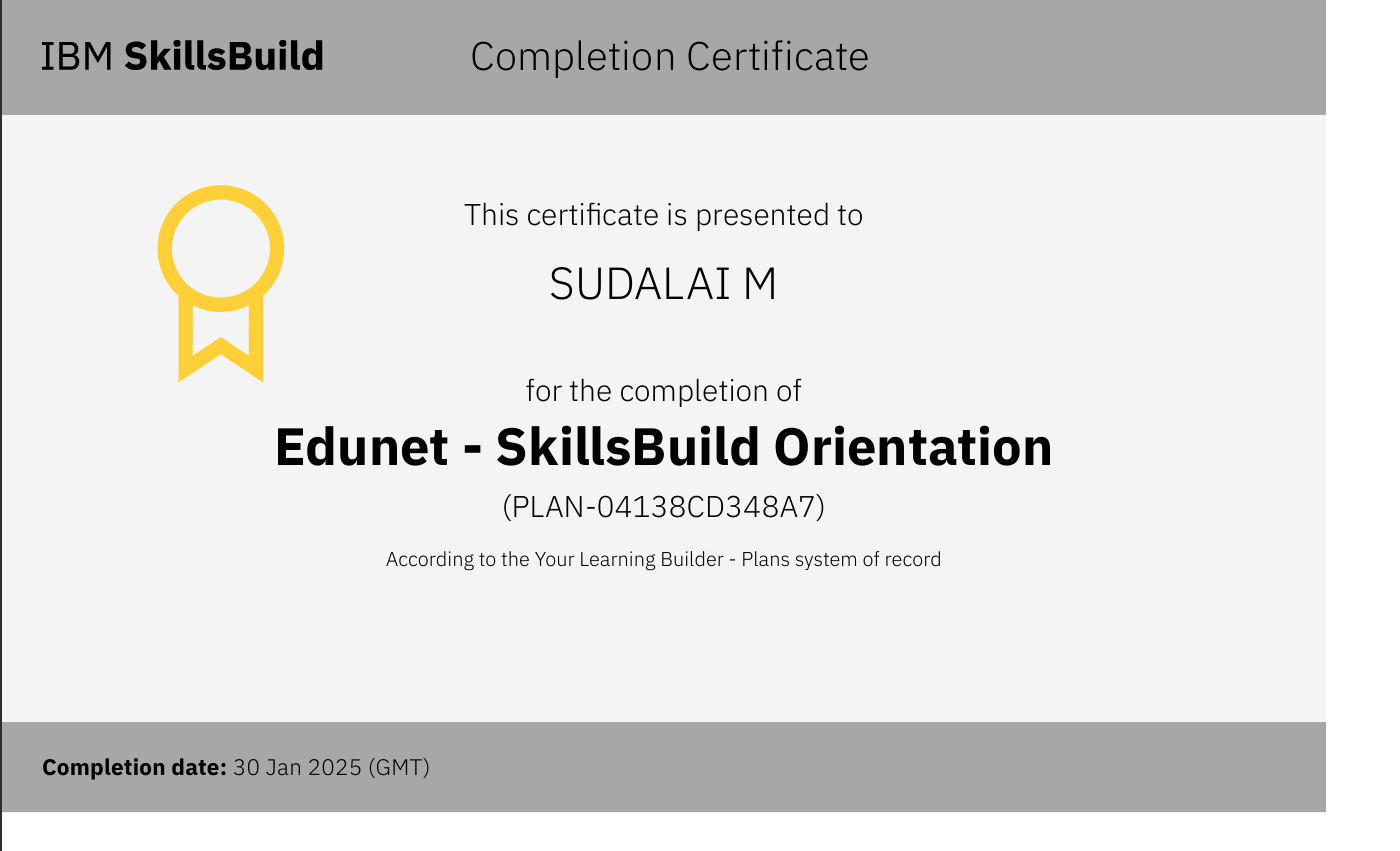 IBM SkillsBuild
Completion Certificate
This certificate is presented to
SUDALAI M
for the completion of
Edunet - SkillsBuild Orientation
(PLAN-04138CD348A7)
According to the Your Learning Builder - Plans system of record
Completion date: 30 Jan 2025 (GMT)